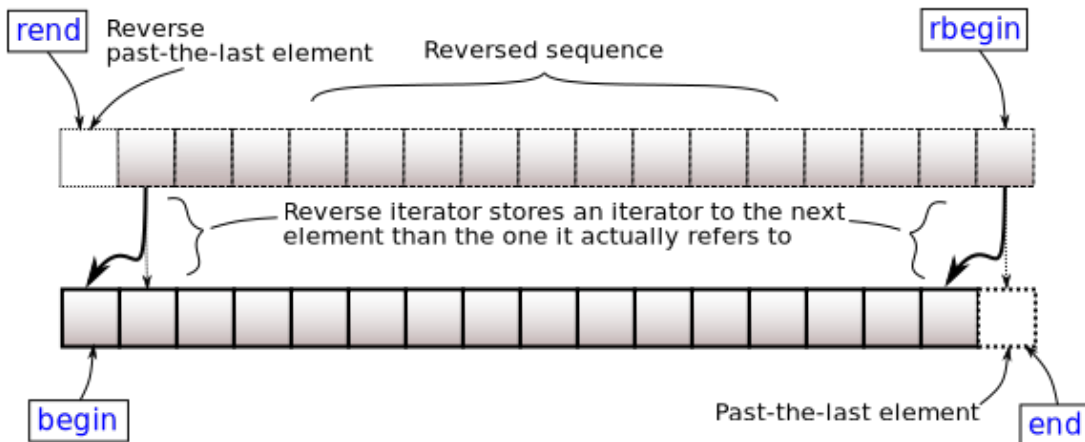 rend
Reverse
past-the-last element
Reversed sequence
rbegin
Reverse iterator stores an iterator to the next
element than the one it actually refers to
begin
Past-the-last element
end